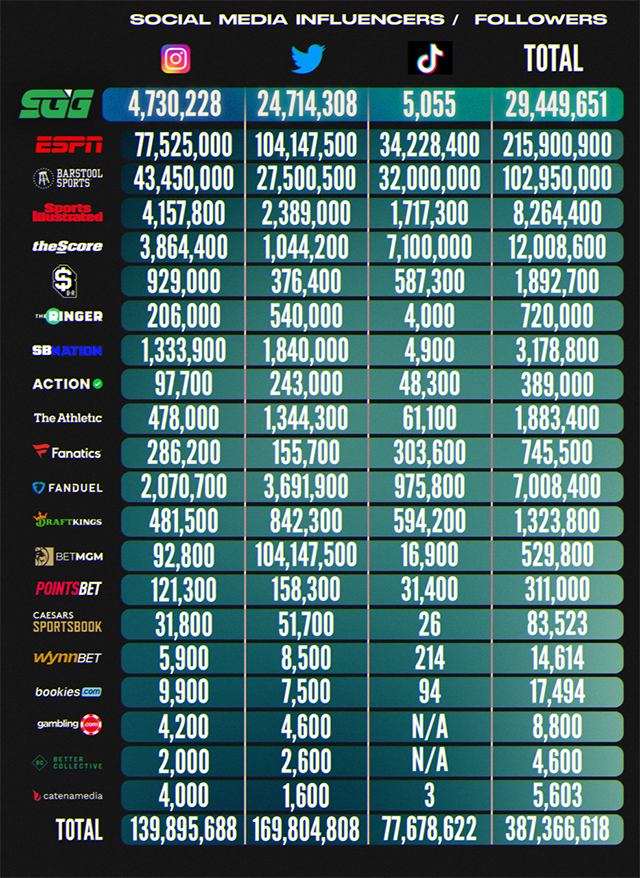 SOCIAL MEDIA INFLUENCERS / FOLLOWERS
TOTAL
SGG 4,730,228 24,714,308 5,055 29,449,651
ESPN 77,525,000 104,147,500 34,228,400 215,900,900
BARSTOOL SPORTS 43,450,000 27,500,500 32,000,000 102,950,000
Sports Illustrated 4,157,800 2,389,000 1,717,300 8,264,400
theScore 3,864,400 1,044,200 7,100,000 12,008,600
929,000 376,400 587,300 1,892,700
THE RINGER 206,000 540,000 4,000 720,000
SBNATION 1,333,900 1,840,000 4,900 3,178,800
ACTION 97,700 243,000 48,300 389,000
The Athletic 478,000 1,344,300 61,100 1,883,400
Fanatics 286,200 155,700 303,600 745,500
FANDUEL 2,070,700 3,691,900 975,800 7,008,400
DRAFTKINGS 481,500 842,300 594,200 1,323,800
BETMGM 92,800 104,147,500 16,900 529,800
POINTSBET 121,300 158,300 31,400 311,000
CAESARS SPORTSBOOK 31,800 51,700 26 83,523
WYNNBET 5,900 8,500 214 14,614
bookies.com 9,900 7,500 94 17,494
gambling.com 4,200 4,600 N/A 8,800
BC BETTER COLLECTIVE 2,000 2,600 N/A 4,600
catenamedia 4,000 1,600 3 5,603
TOTAL 139,895,688 169,804,808 77,678,622 387,366,618